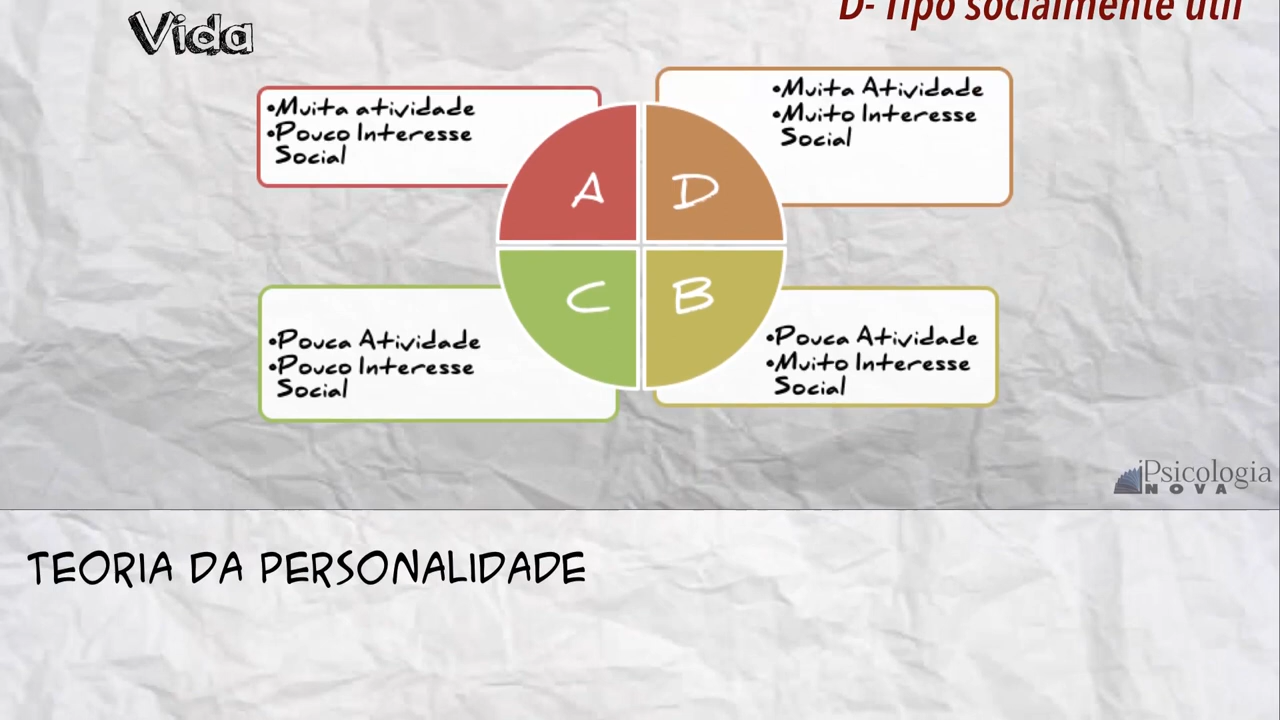 D- Tipo socialmente útil
Vida
•Muita atividade
•Pouco Interesse
Social
•Muita Atividade
•Muito Interesse
Social
A
D
C
B
•Pouca Atividade
•Pouco Interesse
Social
•Pouca Atividade
•Muito Interesse
Social
Psicologia
NOVA
TEORIA DA PERSONALIDADE